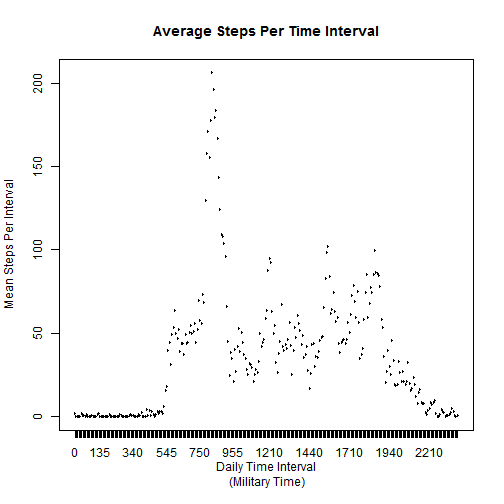 Average Steps Per Time Interval
Mean Steps Per Interval
200
150
100
50
0
0 135 340 545 750 955 1210 1440 1710 1940 2210
Daily Time Interval
(Military Time)